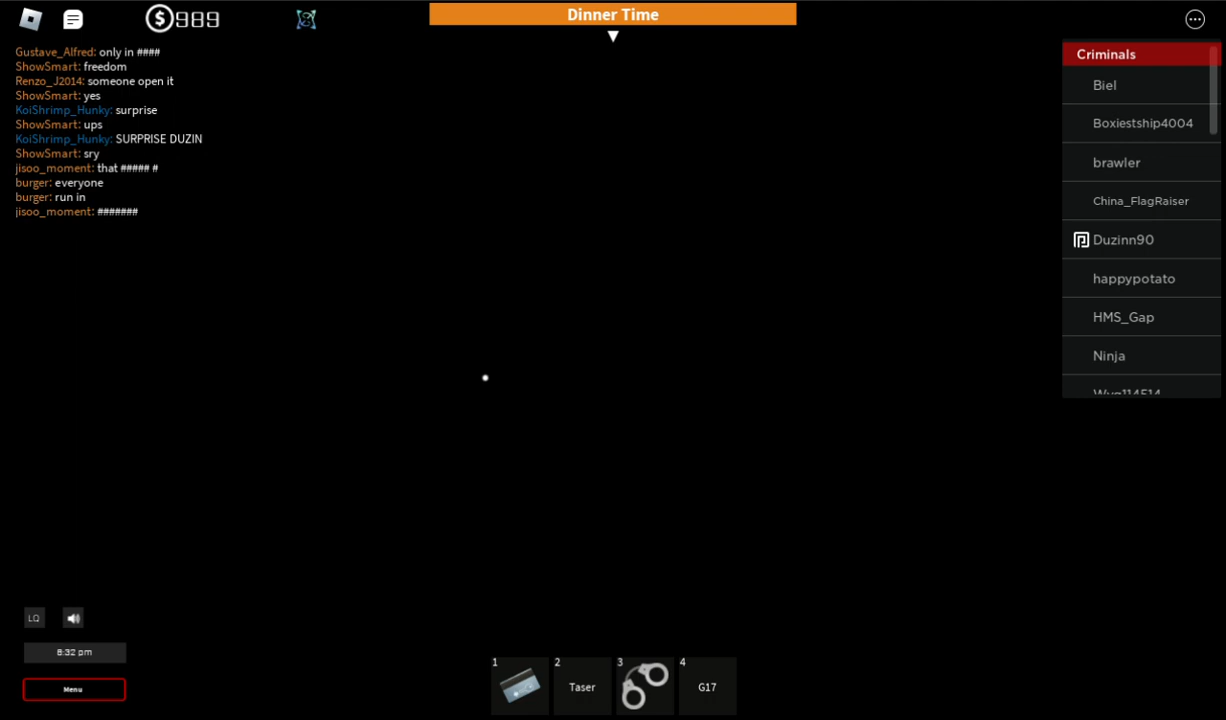 989
Dinner Time
Gustave_Alfred: only in ####
ShowSmart: freedom
Renzo_J2014: someone open it
ShowSmart: yes
KoiShrimp_Hunky: surprise
ShowSmart: ups
KoiShrimp_Hunky: SURPRISE DUZIN
ShowSmart: sry
jisoo_moment: that ##### #
burger: everyone
burger: run in
jisoo_moment: #######
Criminals
Biel
Boxiestship4004
brawler
China_FlagRaiser
Duzinn90
happypotato
HMS_Gap
Ninja
LQ
8:32 pm
Menu
1
2
Taser
3
4
G17